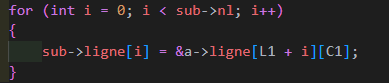 for (int i = 0; i < sub->nl; i++)
{
    sub->ligne[i] = &a->ligne[L1 + i][C1];
}